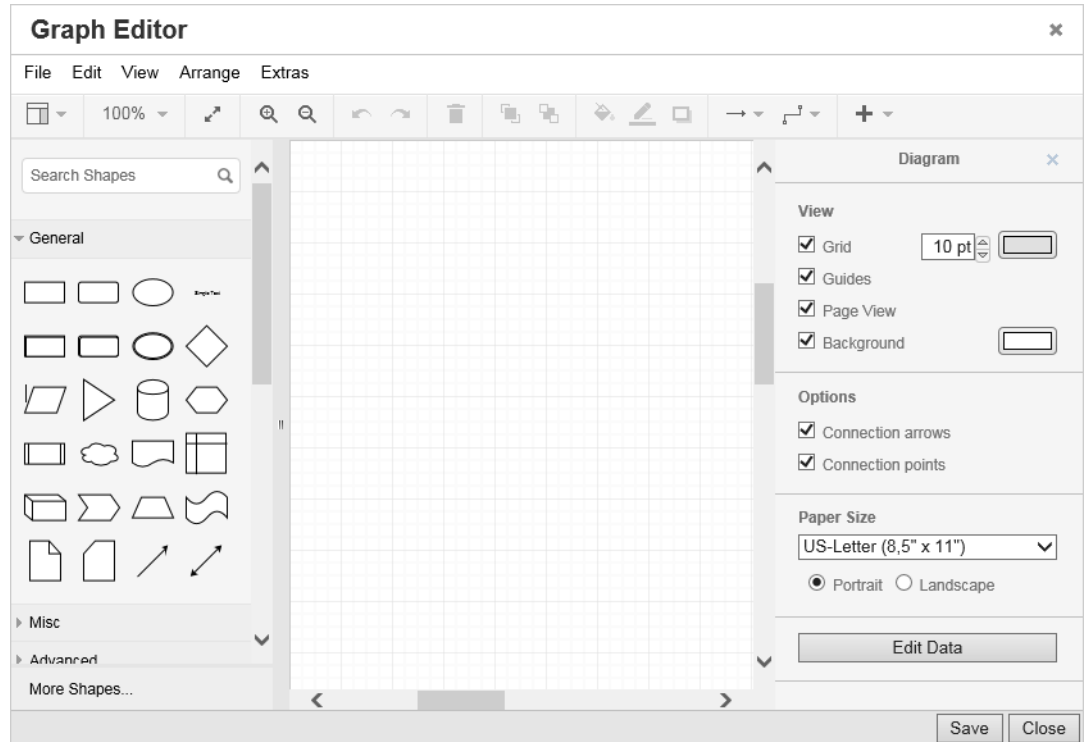 Graph Editor
File Edit View Arrange Extras
100%
Search Shapes
General
Simple Text
Misc
Advanced
More Shapes...
Diagram
View
Grid 10 pt
Guides
Page View
Background
Options
Connection arrows
Connection points
Paper Size
US-Letter (8,5" x 11")
Portrait Landscape
Edit Data
Save Close